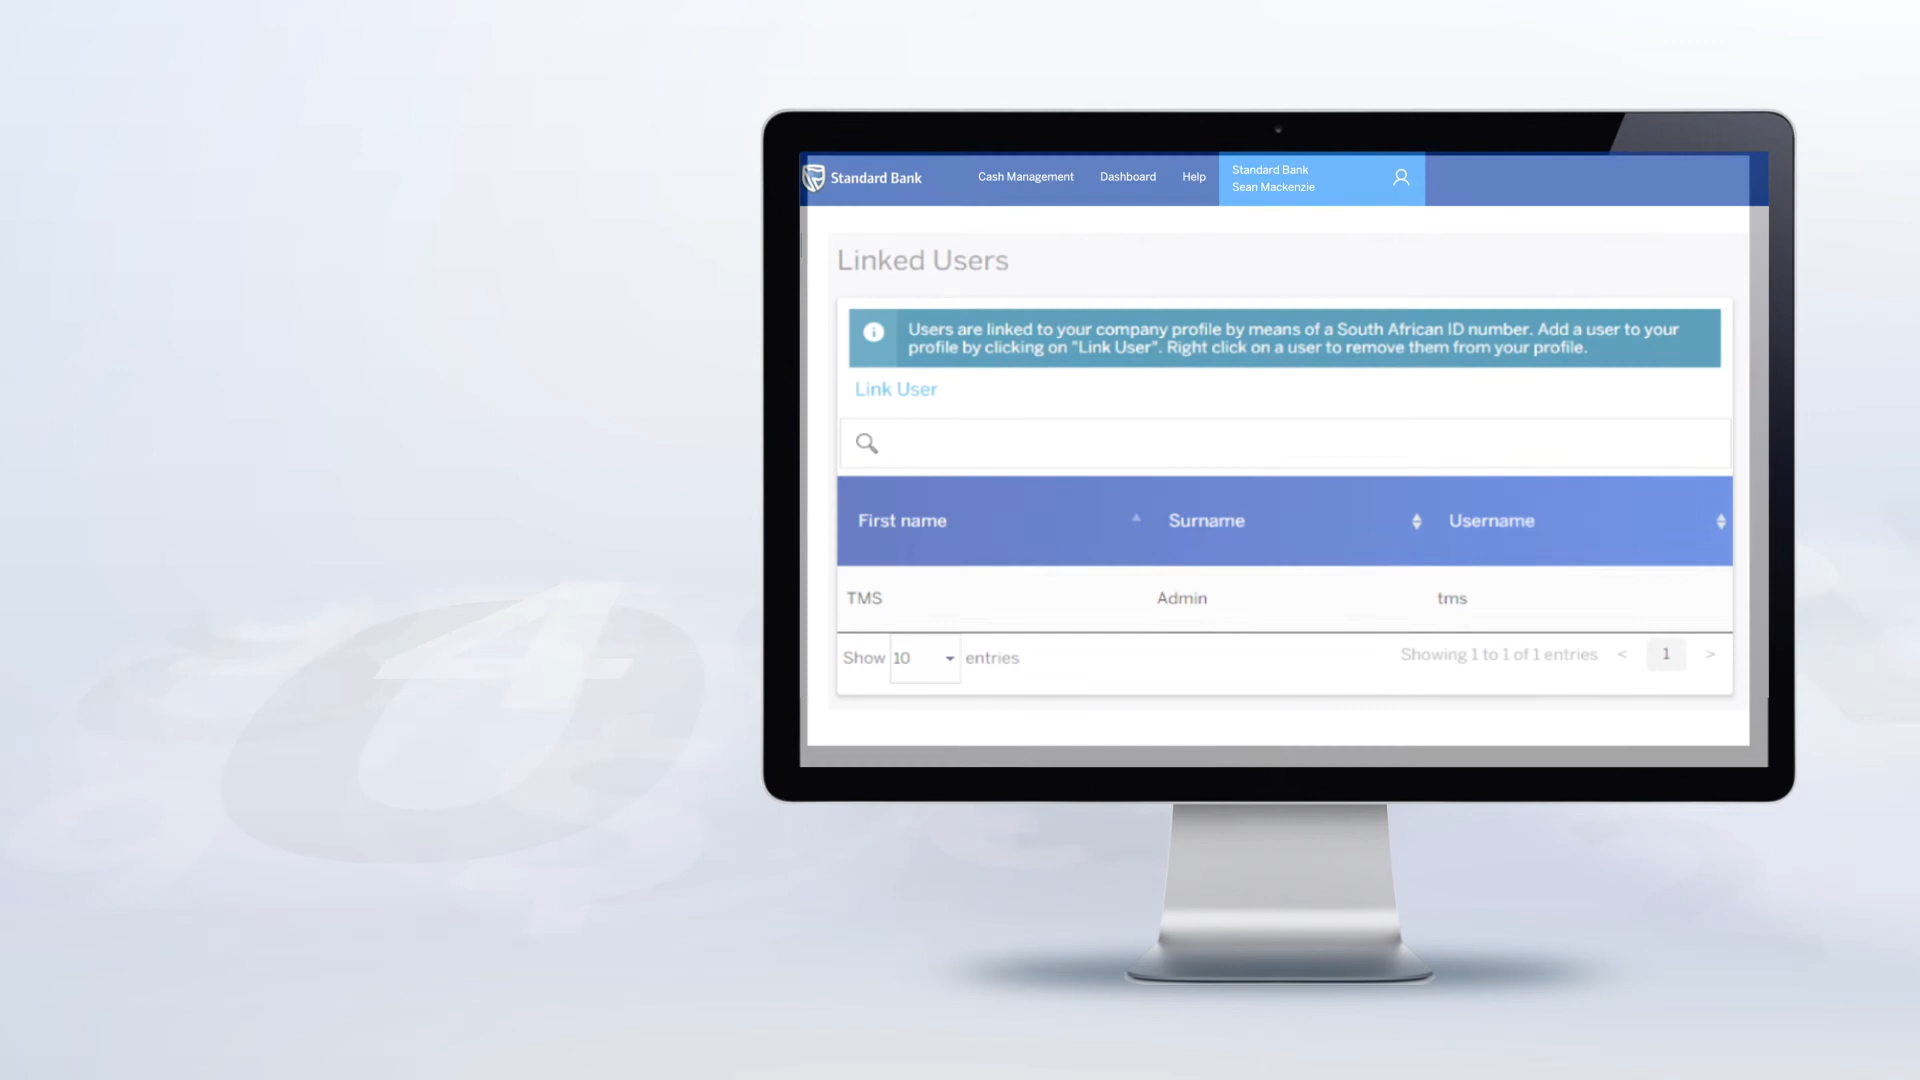 Standard Bank
Cash Management
Dashboard
Help
Standard Bank
Sean Mackenzie
Linked Users
Users are linked to your company profile by means of a South African ID number. Add a user to your
profile by clicking on "Link User". Right click on a user to remove them from your profile.
Link User
First name Surname Username
TMS Admin tms
Show 10 entries
Showing 1 to 1 of 1 entries < 1 >
4